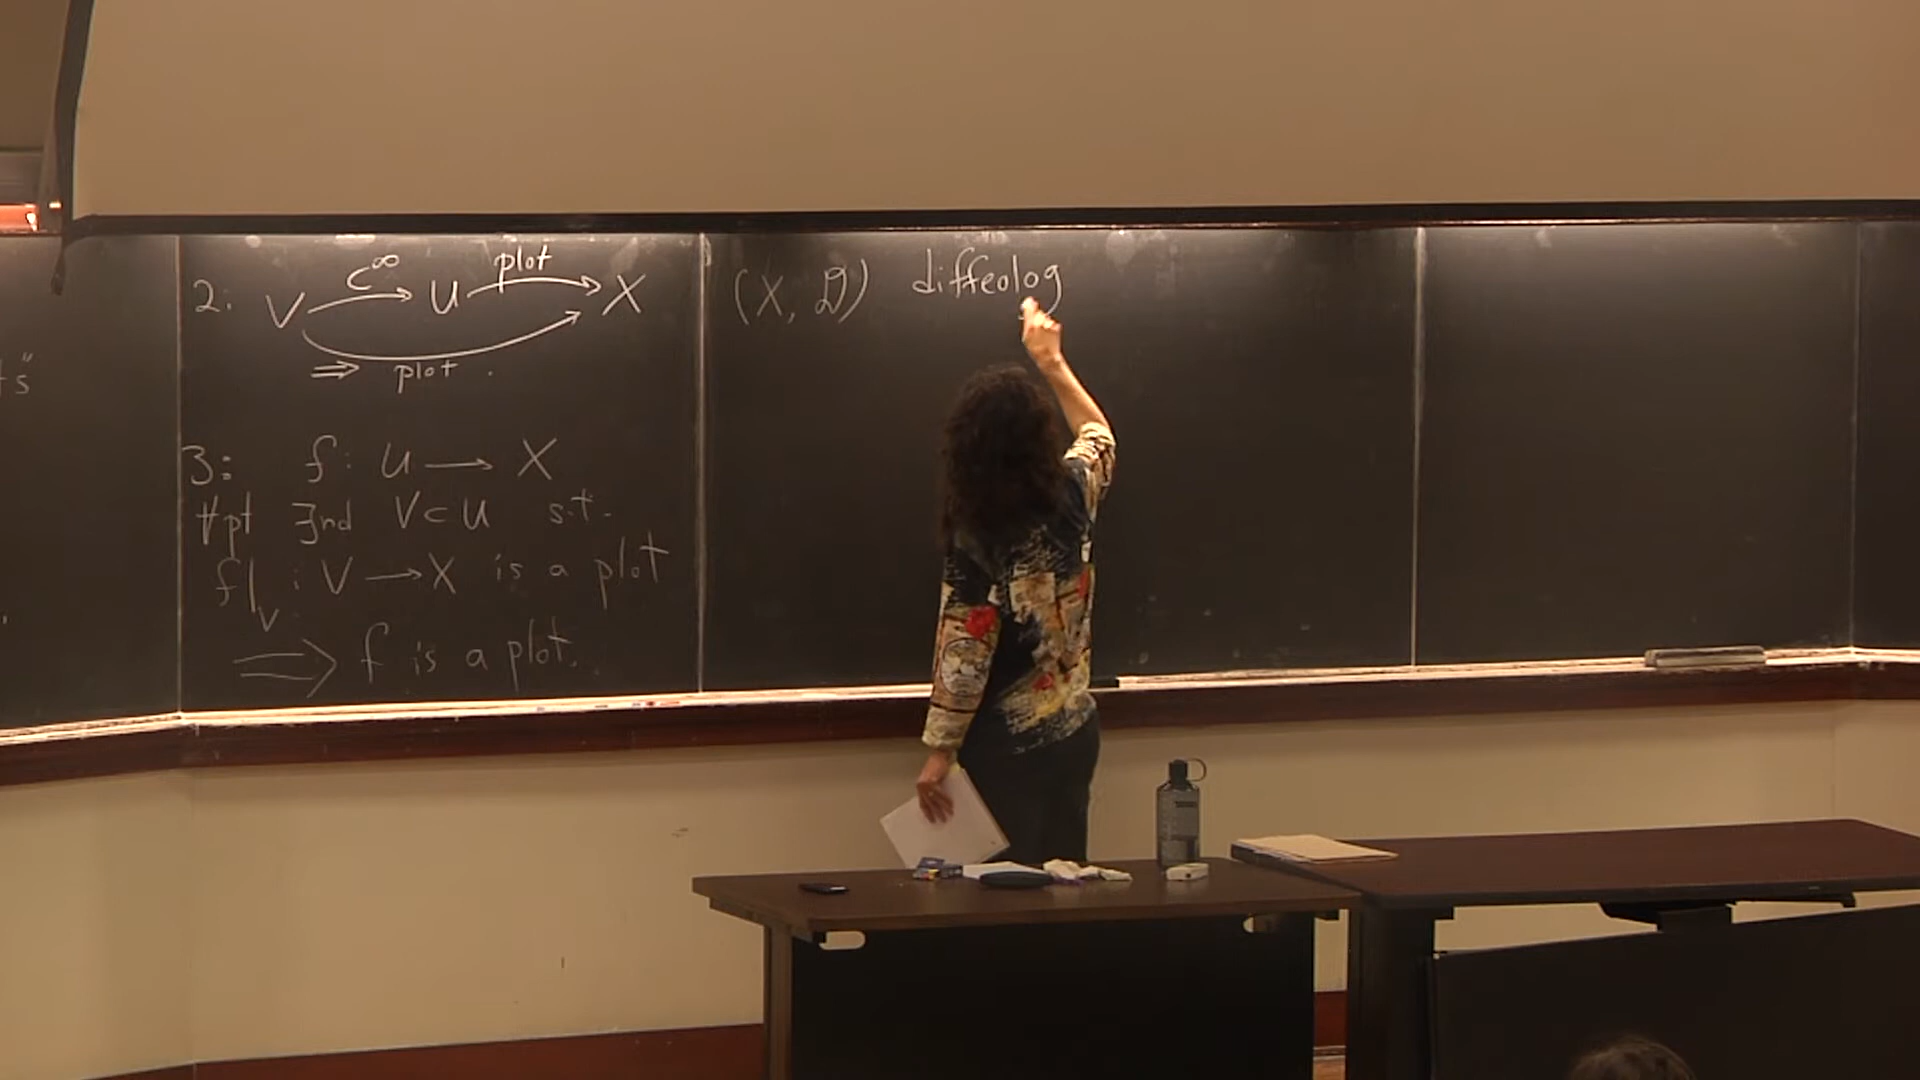 s"
2: V C^∞ → U plot → X
⇒ plot .
3: f: U → X
∀pt ∃nd V ⊂ U s.t.
f|_V : V → X is a plot
⇒ f is a plot.
(X, 𝒟) diffeolog